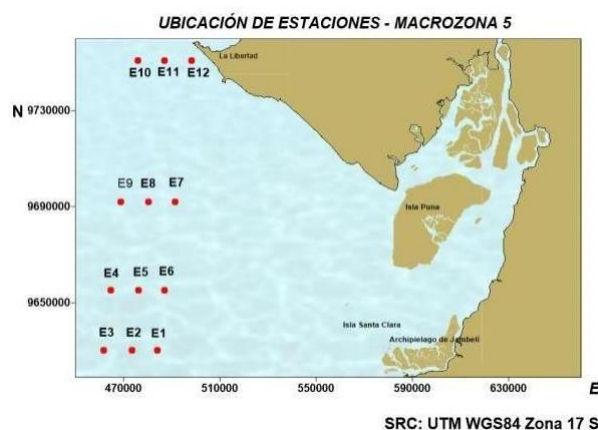 UBICACIÓN DE ESTACIONES - MACROZONA 5
La Libertad
E10 E11 E12
N
9730000
E9 E8 E7
9690000
Isla Puna
E4 E5 E6
9650000
Isla Santa Clara
Archipielago de Jambelí
E3 E2 E1
470000 510000 550000 590000 630000
E
SRC: UTM WGS84 Zona 17 S